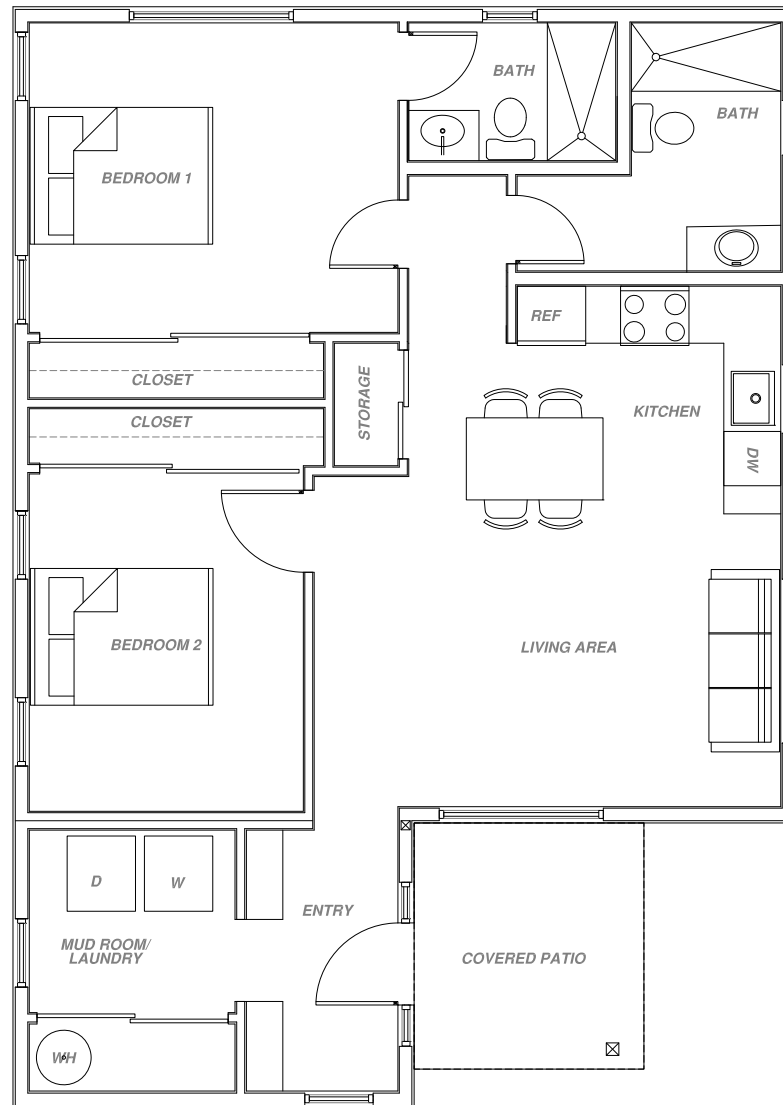 BATH
BATH
BEDROOM 1
REF
CLOSET
STORAGE
KITCHEN
CLOSET
DW
BEDROOM 2
LIVING AREA
D
W
ENTRY
MUD ROOM/
LAUNDRY
COVERED PATIO
WH